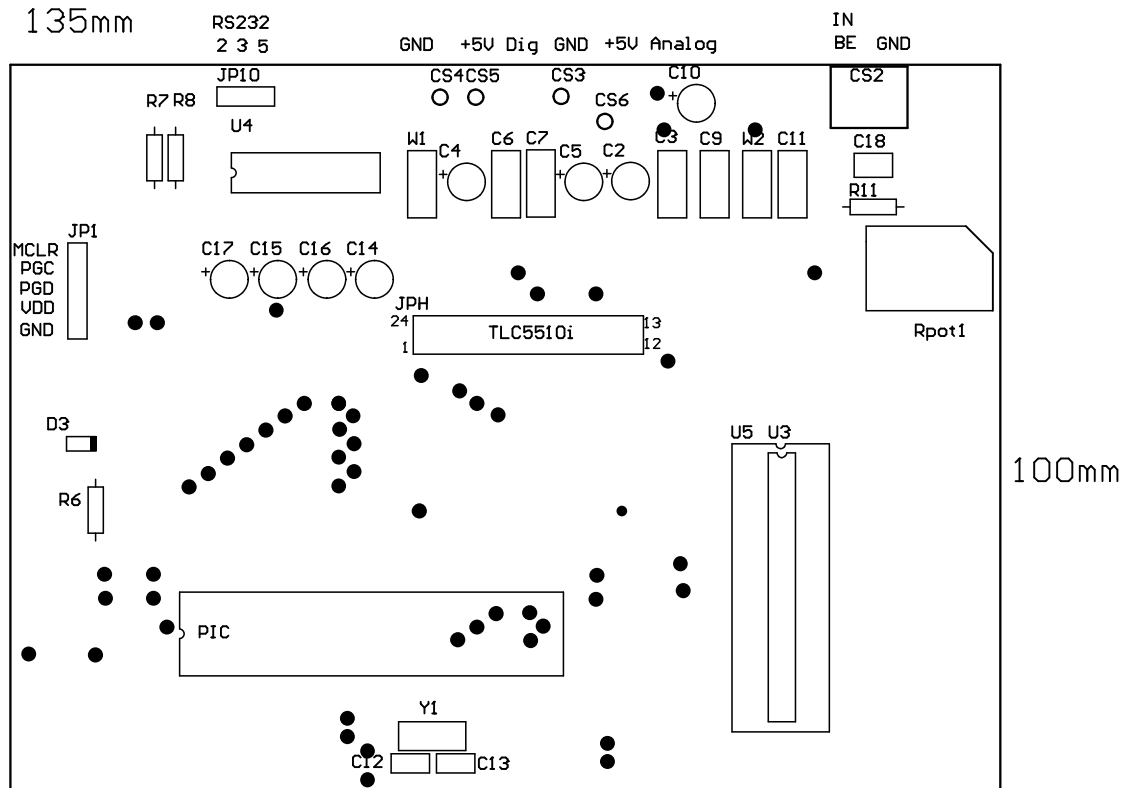 135mm
RS232
2 3 5
GND +5V Dig GND +5V Analog
IN
BE GND
JP10
CS4 CS5
CS3
C10
CS2
R7 R8
U4
CS6
W1
C4
C6
C7
C5
C2
C3
C9
W2
C11
C18
R11
JP1
MCLR
PGC
PGD
VDD
GND
C17
C15
C16
C14
JPH
24
13
TLC5510i
1
12
Rpot1
D3
U5
U3
100mm
R6
PIC
Y1
C12
C13